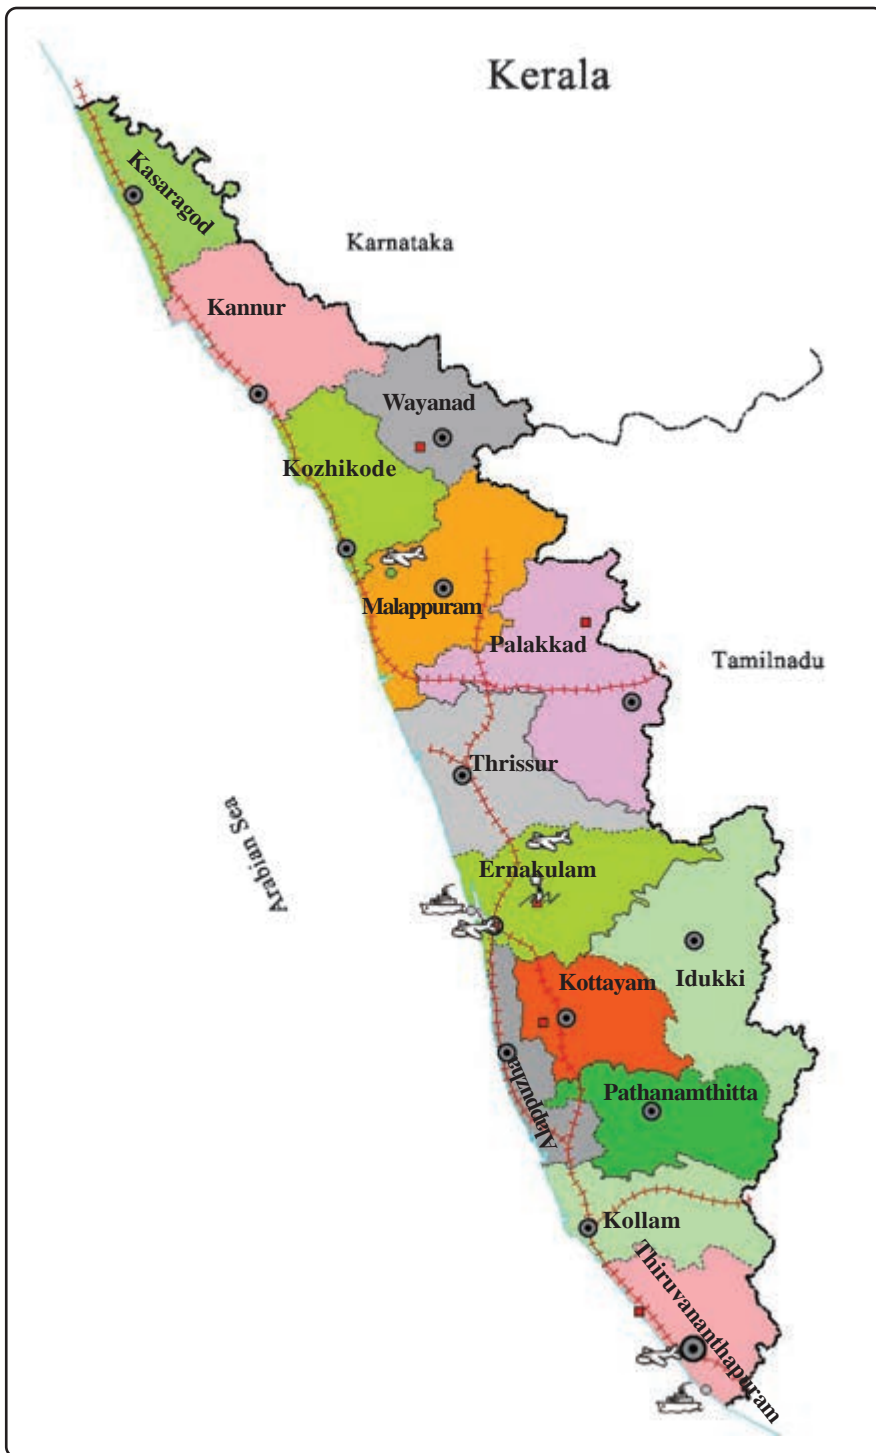 Kerala
Kasaragod
Karnataka
Kannur
Wayanad
Kozhikode
Malappuram
Palakkad
Tamilnadu
Thrissur
Arabian Sea
Ernakulam
Idukki
Kottayam
Alappuzha
Pathanamthitta
Kollam
Thiruvananthapuram